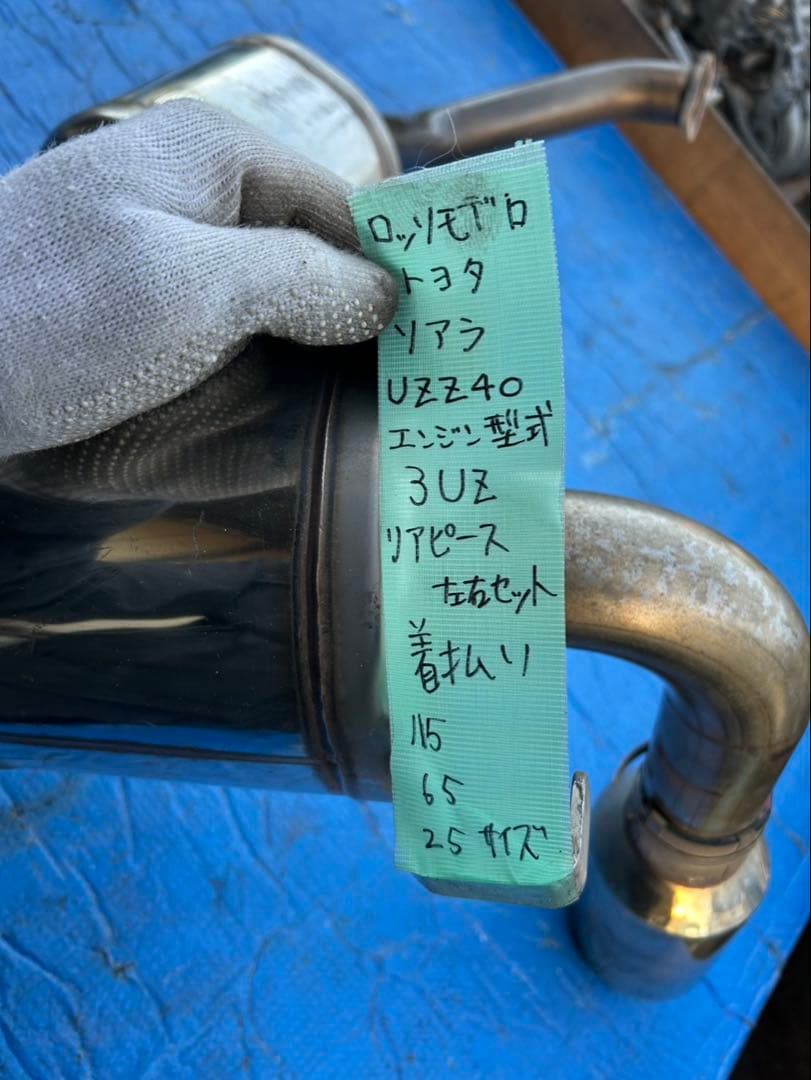 ロッソモデロ
トヨタ
ソアラ
UZZ40
エンジン型式
3UZ
リアピース
左右セット
着払い
115
65
25サイズ